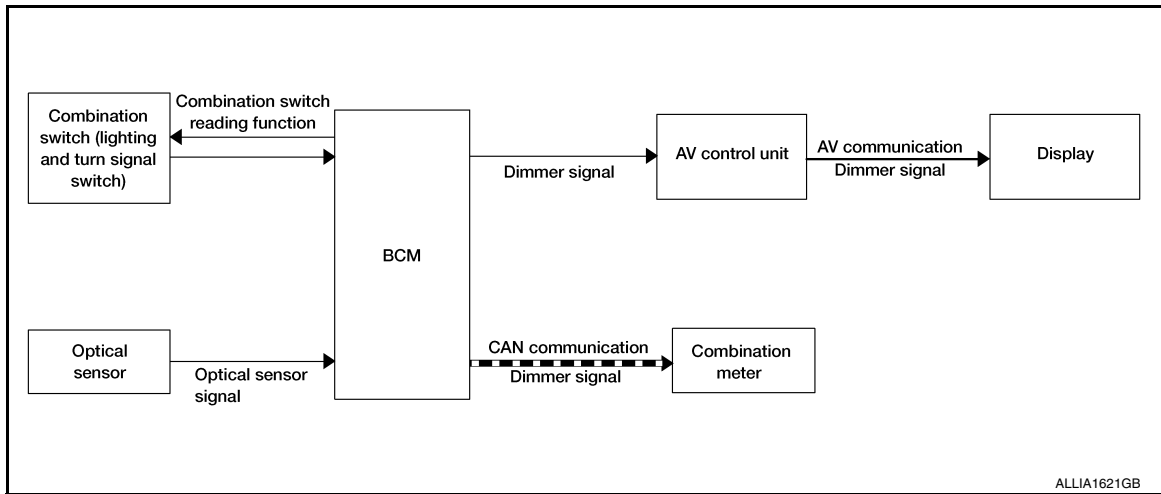 Combination
switch (lighting
and turn signal
switch)
Combination switch
reading function
BCM
Dimmer signal
AV control unit
AV communication
Dimmer signal
Display
Optical
sensor
Optical sensor
signal
CAN communication
Dimmer signal
Combination
meter
ALLIA1621GB